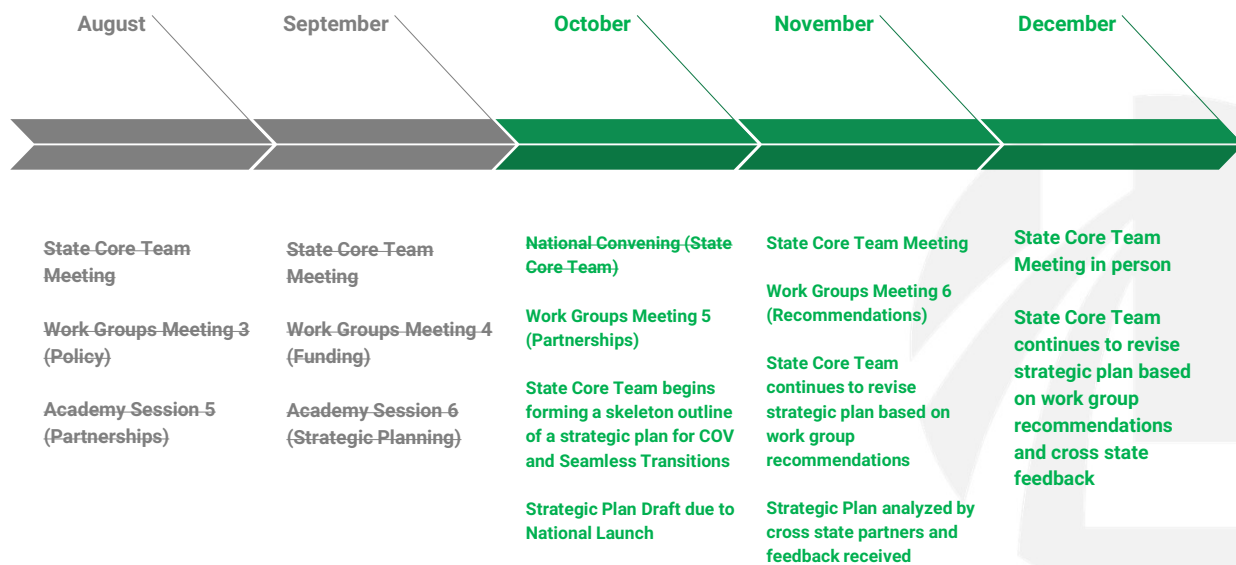 August
September
October
November
December
State Core Team
Meeting
Work Groups Meeting 3
(Policy)
Academy Session 5
(Partnerships)
State Core Team
Meeting
Work Groups Meeting 4
(Funding)
Academy Session 6
(Strategic Planning)
National Convening (State
Core Team)
Work Groups Meeting 5
(Partnerships)
State Core Team begins
forming a skeleton outline
of a strategic plan for COV
and Seamless Transitions
Strategic Plan Draft due to
National Launch
State Core Team Meeting
Work Groups Meeting 6
(Recommendations)
State Core Team
continues to revise
strategic plan based on
work group
recommendations
Strategic Plan analyzed by
cross state partners and
feedback received
State Core Team
Meeting in person
State Core Team
continues to revise
strategic plan based
on work group
recommendations
and cross state
feedback